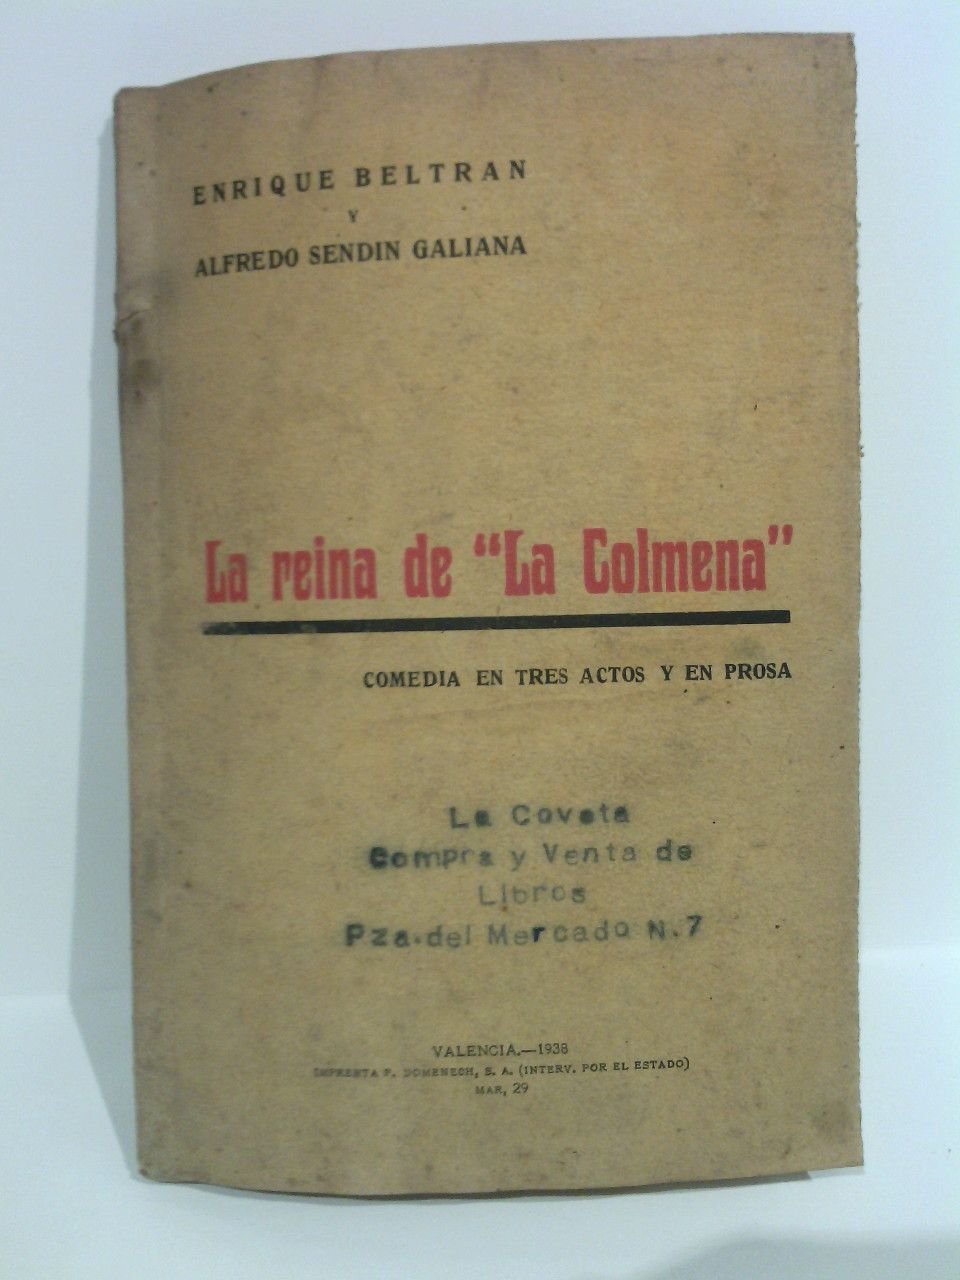 ENRIQUE BELTRAN
Y
ALFREDO SENDIN GALIANA
La reina de “La Colmena”
COMEDIA EN TRES ACTOS Y EN PROSA
La Coveta
Compra y Venta de
Libros
Pza.del Mercado N.7
VALENCIA.—1938
IMPRENTA F. DOMENECH, S. A. (INTERV. POR EL ESTADO)
MAR, 29